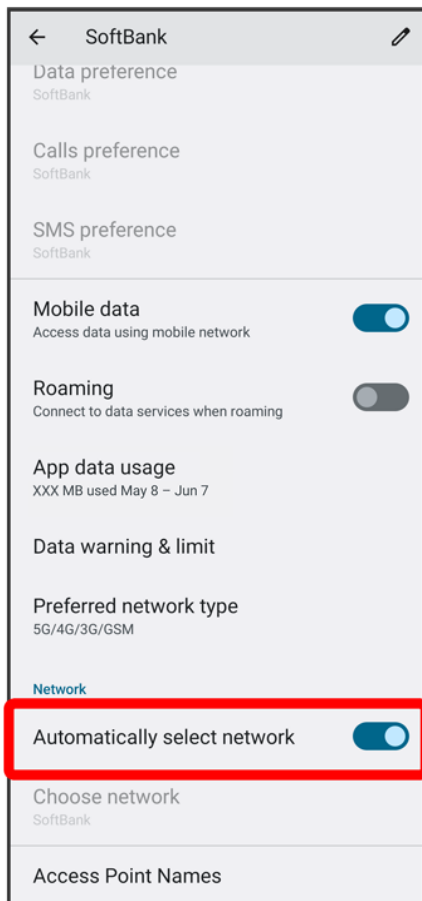 SoftBank
Data preference
SoftBank
Calls preference
SoftBank
SMS preference
SoftBank
Mobile data
Access data using mobile network
Roaming
Connect to data services when roaming
App data usage
XXX MB used May 8 – Jun 7
Data warning & limit
Preferred network type
5G/4G/3G/GSM
Network
Automatically select network
Choose network
SoftBank
Access Point Names